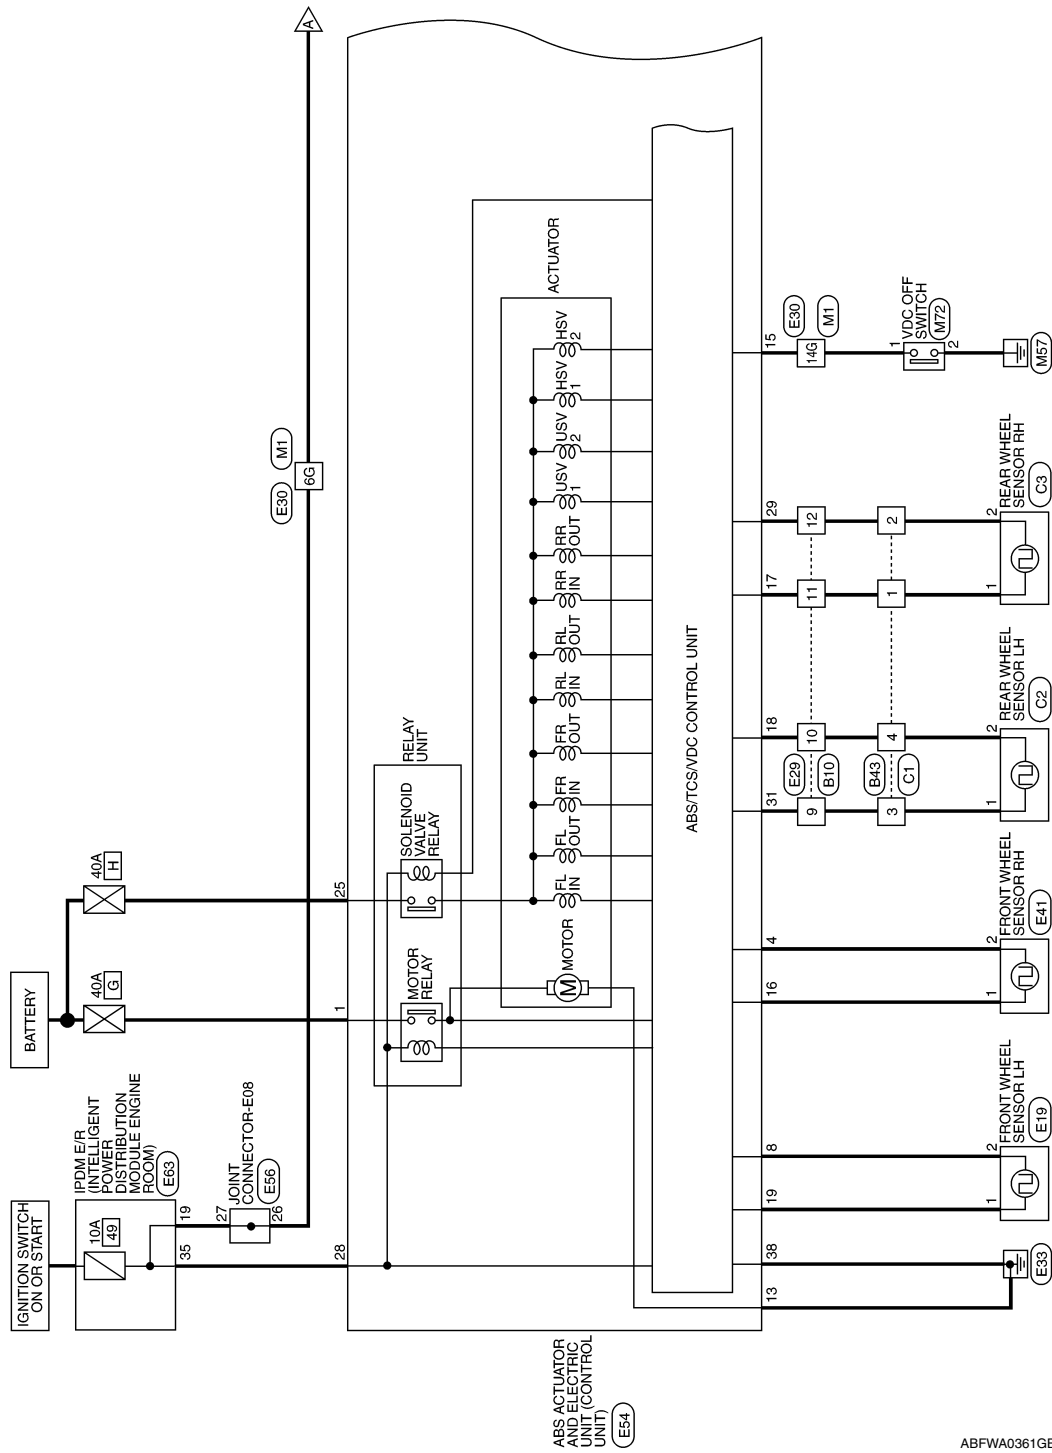 IGNITION SWITCH
ON OR START
BATTERY
IPDM E/R
(INTELLIGENT
POWER
DISTRIBUTION
MODULE ENGINE
ROOM)
E63
10A
49
40A
G
40A
H
35
19
27
26
JOINT
CONNECTOR-E08
E56
E30
M1
6G
A
28
1
25
MOTOR
RELAY
SOLENOID
VALVE
RELAY
RELAY
UNIT
MOTOR
M
FL
IN
FL
OUT
FR
IN
FR
OUT
RL
IN
RL
OUT
RR
IN
RR
OUT
USV
1
USV
2
HSV
1
HSV
2
ACTUATOR
ABS/TCS/VDC CONTROL UNIT
ABS ACTUATOR
AND ELECTRIC
UNIT (CONTROL
UNIT)
E54
13
38
19
8
16
4
31
18
17
29
15
9
E29
B10
10
11
12
E30
M1
14G
3
B43
C1
4
1
2
1
VDC OFF
SWITCH
M72
2
E33
1
2
FRONT WHEEL
SENSOR LH
E19
1
2
FRONT WHEEL
SENSOR RH
E41
1
2
REAR WHEEL
SENSOR LH
C2
1
2
REAR WHEEL
SENSOR RH
C3
M57